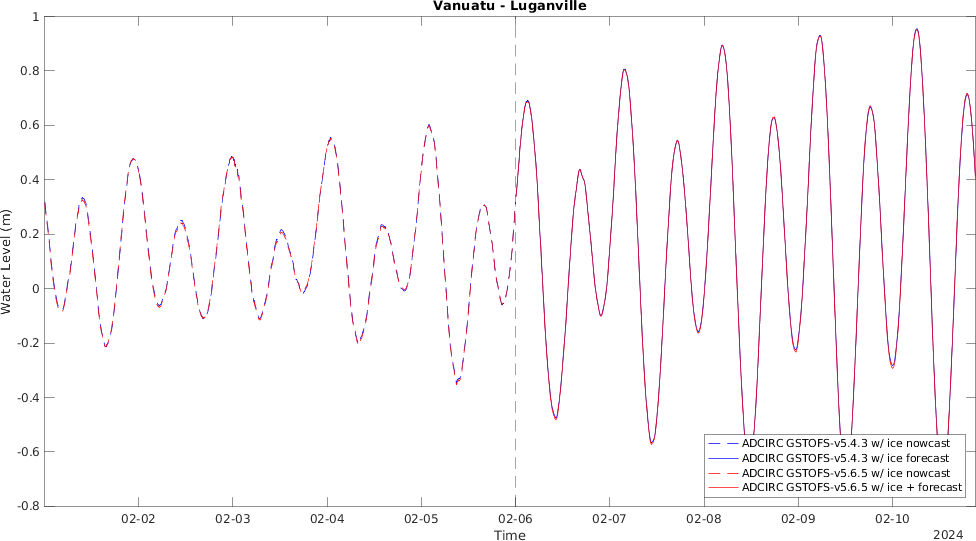 Vanuatu - Luganville
1
0.8
0.6
0.4
0.2
0
-0.2
-0.4
-0.6
-0.8
Water Level (m)
ADCIRC GSTOFS-v5.4.3 w/ ice nowcast
ADCIRC GSTOFS-v5.4.3 w/ ice forecast
ADCIRC GSTOFS-v5.6.5 w/ ice nowcast
ADCIRC GSTOFS-v5.6.5 w/ ice + forecast
02-02 02-03 02-04 02-05 02-06 02-07 02-08 02-09 02-10
Time
2024